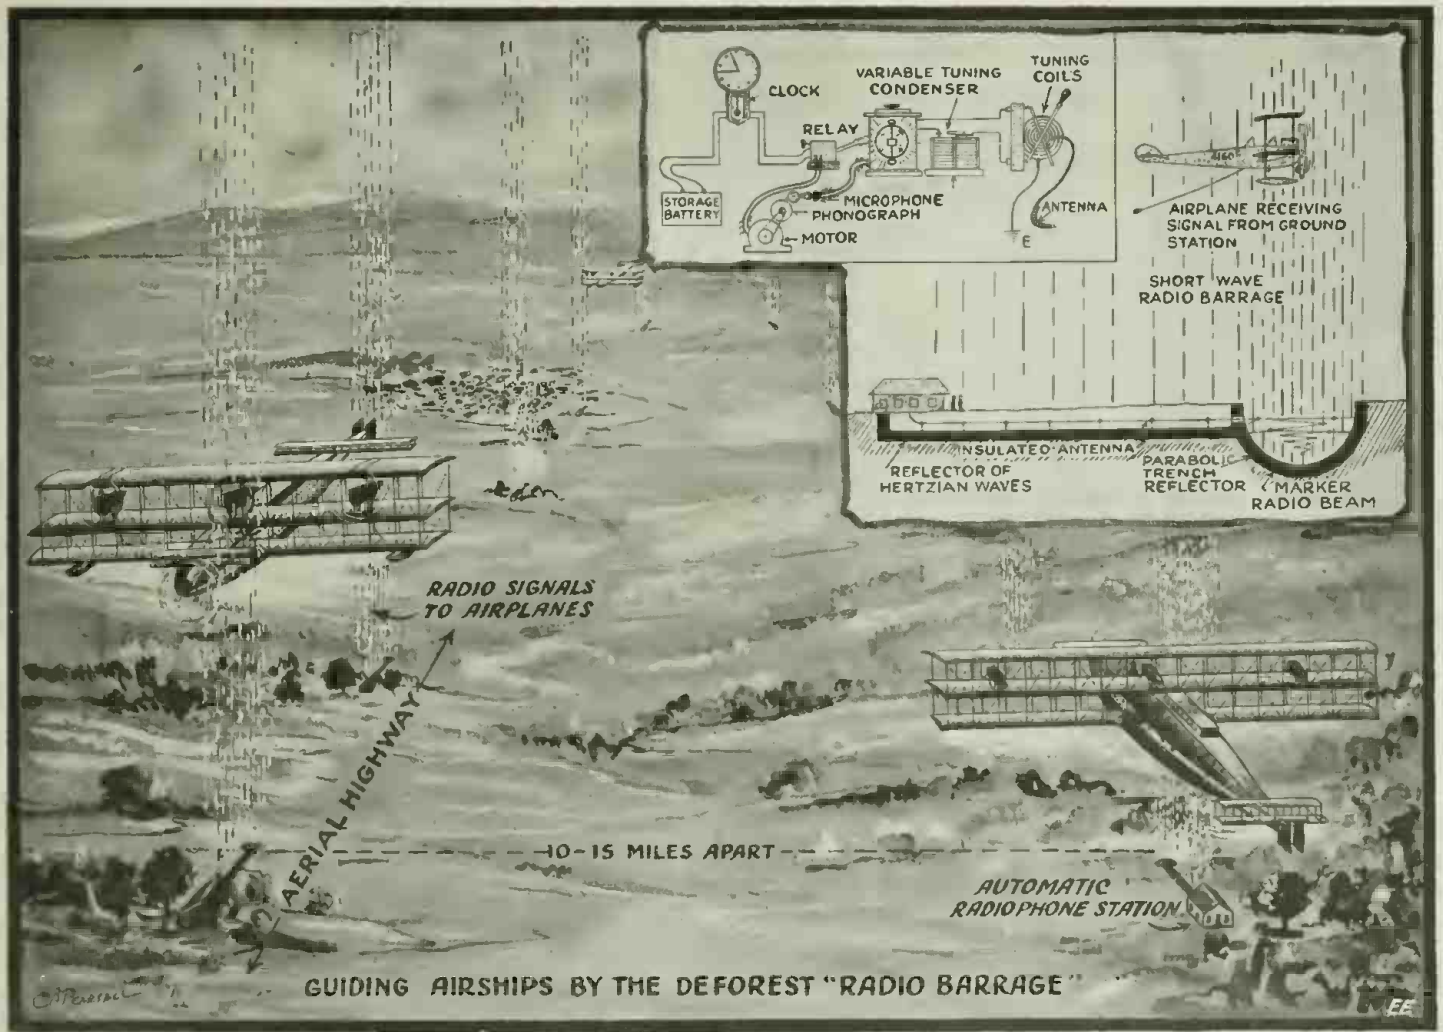 CLOCK
VARIABLE TUNING
CONDENSER
TUNING
COILS
RELAY
STORAGE
BATTERY
MICROPHONE
PHONOGRAPH
MOTOR
ANTENNA
E
4160
AIRPLANE RECEIVING
SIGNAL FROM GROUND
STATION
SHORT WAVE
RADIO BARRAGE
INSULATED ANTENNA
REFLECTOR OF
HERTZIAN WAVES
PARABOLIC
TRENCH
REFLECTOR
MARKER
RADIO BEAM
RADIO SIGNALS
TO AIRPLANES
AERIAL HIGHWAY
10-15 MILES APART
AUTOMATIC
RADIOPHONE STATION
GUIDING AIRSHIPS BY THE DEFOREST "RADIO BARRAGE"
EE